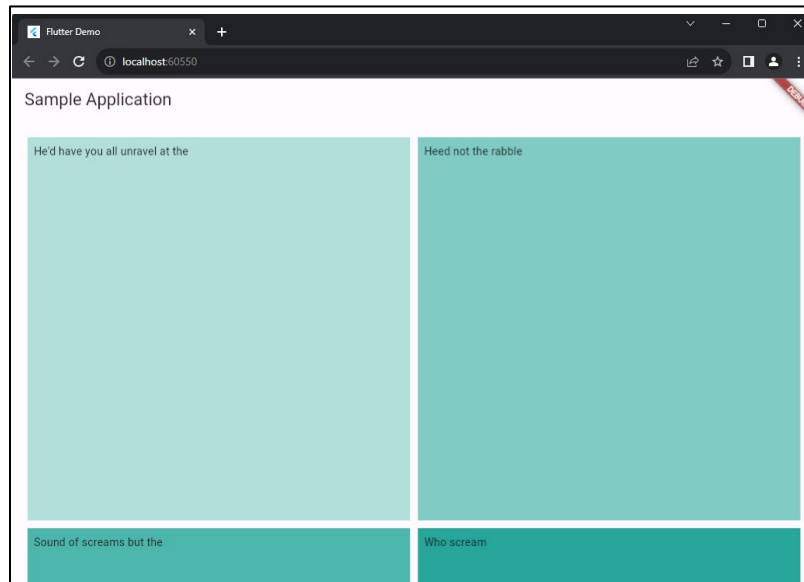 Flutter Demo
localhost:60550
Sample Application
DEBUG
He'd have you all unravel at the
Heed not the rabble
Sound of screams but the
Who scream